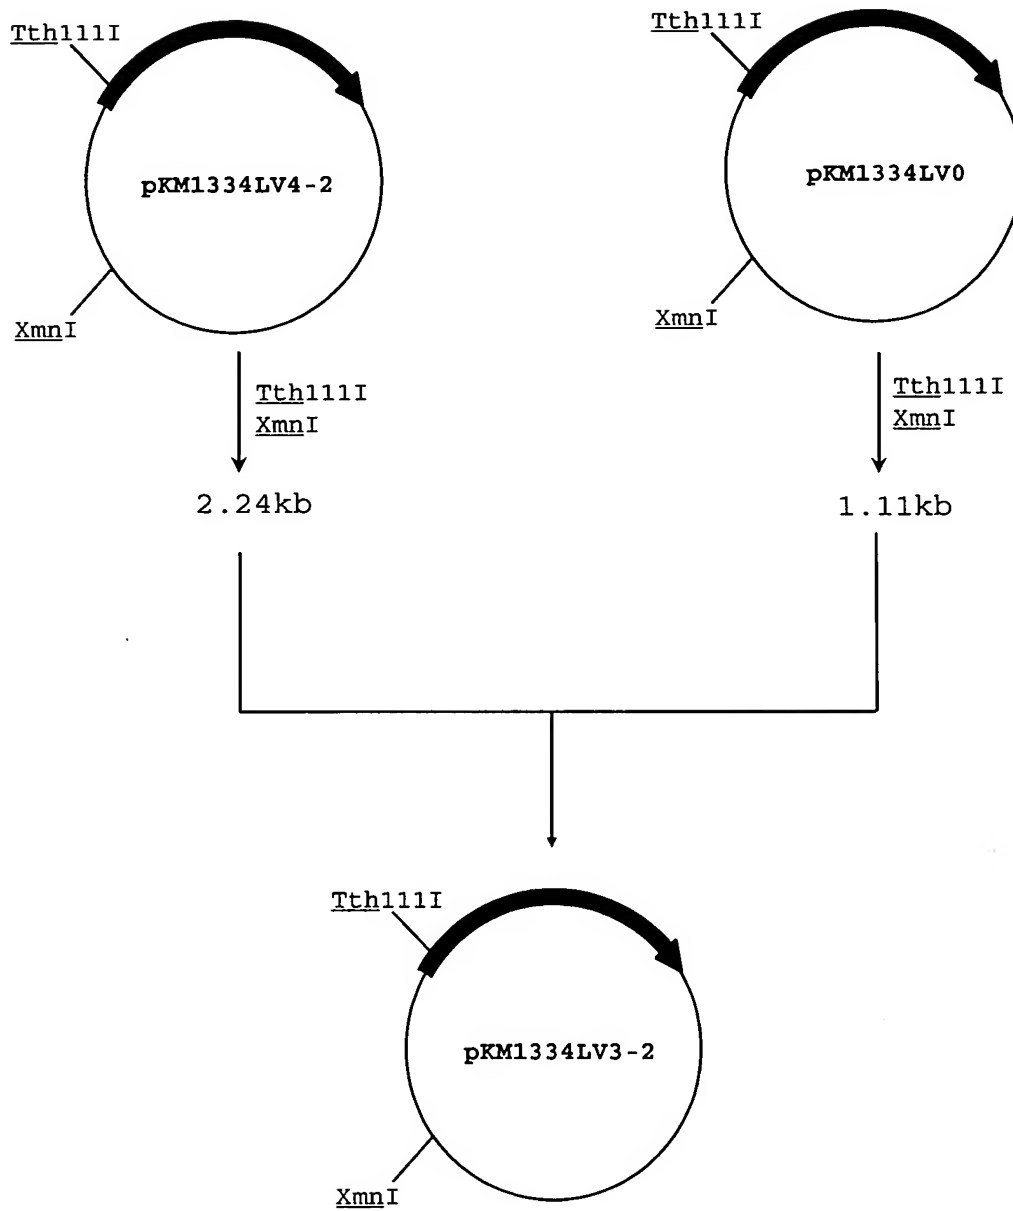 Tth111I
pKM1334LV4-2
XmnI
Tth111I
XmnI
2.24kb
Tth111I
pKM1334LV0
XmnI
Tth111I
XmnI
1.11kb
Tth111I
pKM1334LV3-2
XmnI